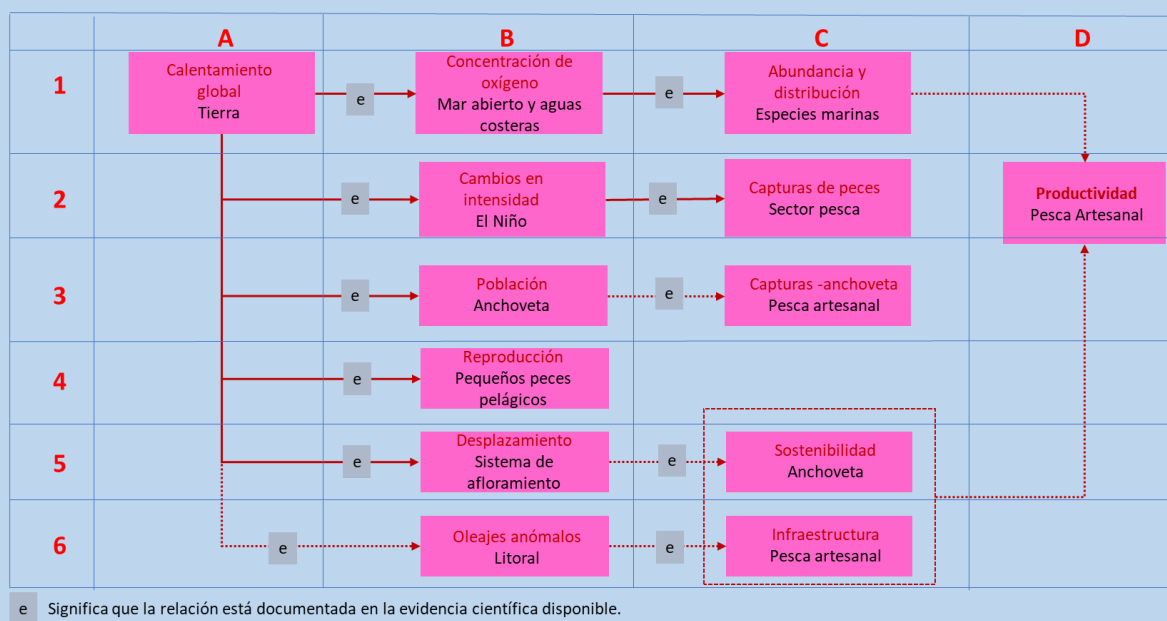 A
B
C
D
1
Calentamiento
global
Tierra
e
Concentración de
oxígeno
Mar abierto y aguas
costeras
e
Abundancia y
distribución
Especies marinas
2
e
Cambios en
intensidad
El Niño
e
Capturas de peces
Sector pesca
Productividad
Pesca Artesanal
3
e
Población
Anchoveta
e
Capturas -anchoveta
Pesca artesanal
4
e
Reproducción
Pequeños peces
pelágicos
5
e
Desplazamiento
Sistema de
afloramiento
e
Sostenibilidad
Anchoveta
6
e
Oleajes anómalos
Litoral
e
Infraestructura
Pesca artesanal
e Significa que la relación está documentada en la evidencia científica disponible.